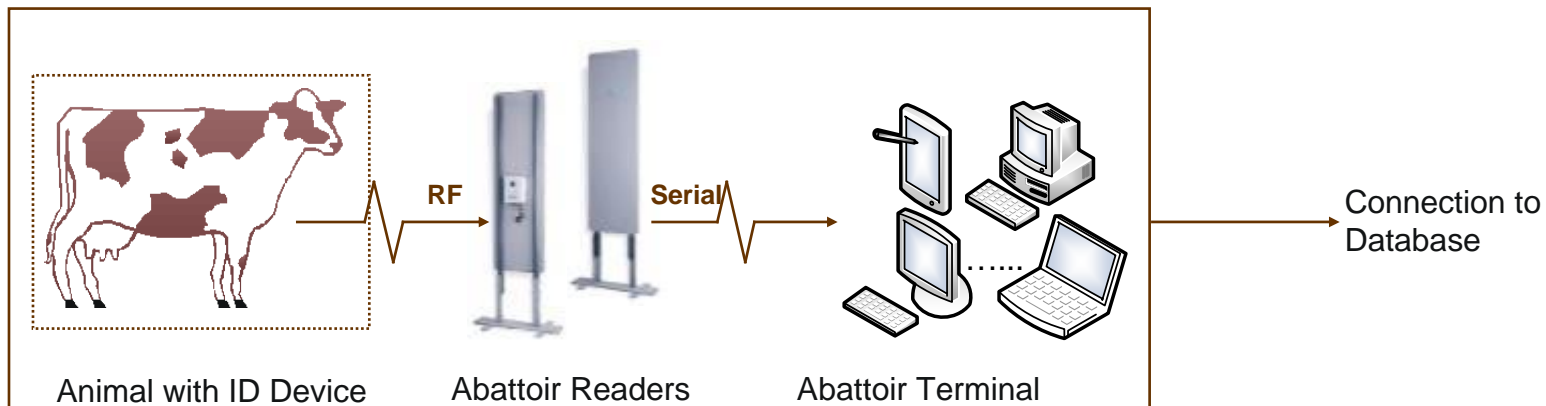 RF
Serial
......
Connection to
Database
Animal with ID Device
Abattoir Readers
Abattoir Terminal